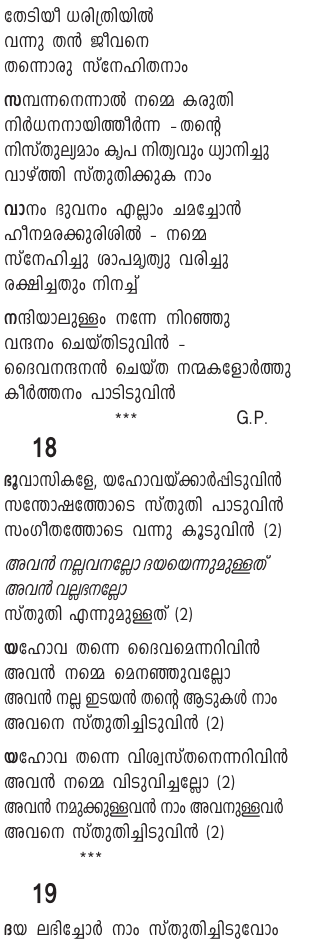 തേടിയീ ധരിത്രിയിൽ
വന്നു തൻ ജീവനെ
തന്നൊരു സ്നേഹിതനാം
സമ്പന്നനെന്നാൽ നമ്മെ കരുതി
നിർധനനായിത്തീർന്ന - തന്റെ
നിസ്തുല്യമാം കൃപ നിത്യവും ധ്യാനിച്ചു
വാഴ്ത്തി സ്തുതിക്കുക നാം
വാനം ഭുവനം എല്ലാം ചമച്ചോൻ
ഹീനമരക്കുരിശിൽ - നമ്മെ
സ്നേഹിച്ചു ശാപമൃത്യു വരിച്ചു
രക്ഷിച്ചതും നിനച്ച്
നന്ദിയാലുള്ളം നന്നേ നിറഞ്ഞു
വന്ദനം ചെയ്തിടുവിൻ -
ദൈവനന്ദനൻ ചെയ്ത നന്മകളോർത്തു
കീർത്തനം പാടിടുവിൻ
*** G.P.
18
ഭൂവാസികളേ, യഹോവയ്ക്കാർപ്പിടുവിൻ
സന്തോഷത്തോടെ സ്തുതി പാടുവിൻ
സംഗീതത്തോടെ വന്നു കൂടുവിൻ (2)
അവൻ നല്ലവനല്ലോ ദയയെന്നുമുള്ളത്
അവൻ വല്ലഭനല്ലോ
സ്തുതി എന്നുമുള്ളത് (2)
യഹോവ തന്നെ ദൈവമെന്നറിവിൻ
അവൻ നമ്മെ മെനഞ്ഞുവല്ലോ
അവൻ നല്ല ഇടയൻ തന്റെ ആടുകൾ നാം
അവനെ സ്തുതിച്ചിടുവിൻ (2)
യഹോവ തന്നെ വിശ്വസ്തനെന്നറിവിൻ
അവൻ നമ്മെ വിടുവിച്ചല്ലോ (2)
അവൻ നമുക്കുള്ളവൻ നാം അവനുള്ളവർ
അവനെ സ്തുതിച്ചിടുവിൻ (2)
***
19
ദയ ലഭിച്ചോർ നാം സ്തുതിച്ചിടുവോം